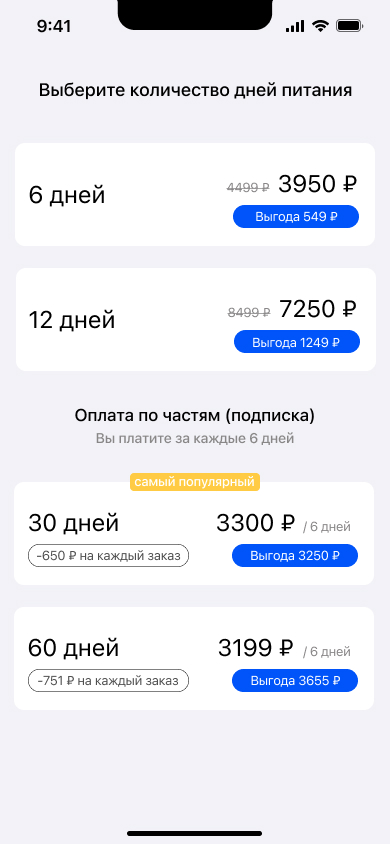 9:41
Выберите количество дней питания
6 дней
4499 ₽ 3950 ₽
Выгода 549 ₽
12 дней
8499 ₽ 7250 ₽
Выгода 1249 ₽
Оплата по частям (подписка)
Вы платите за каждые 6 дней
самый популярный
30 дней
3300 ₽ / 6 дней
-650 ₽ на каждый заказ
Выгода 3250 ₽
60 дней
3199 ₽ / 6 дней
-751 ₽ на каждый заказ
Выгода 3655 ₽